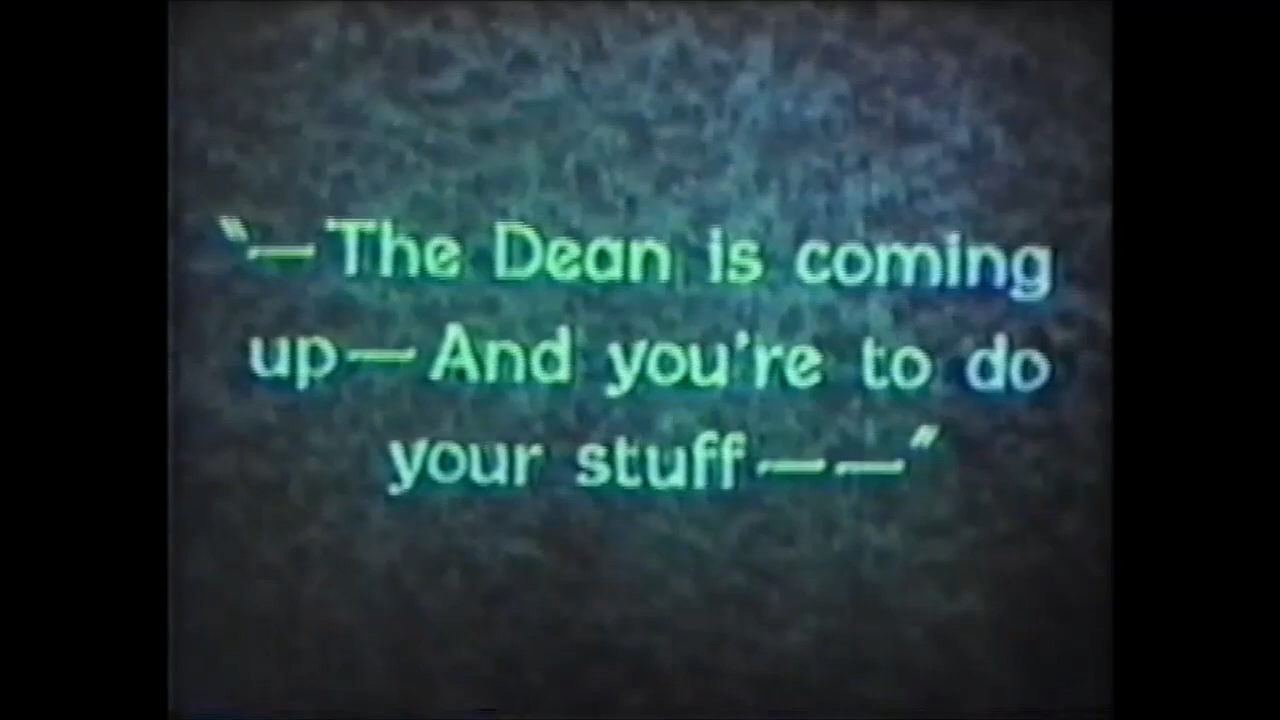 “—The Dean is coming
up—And you're to do
your stuff——”